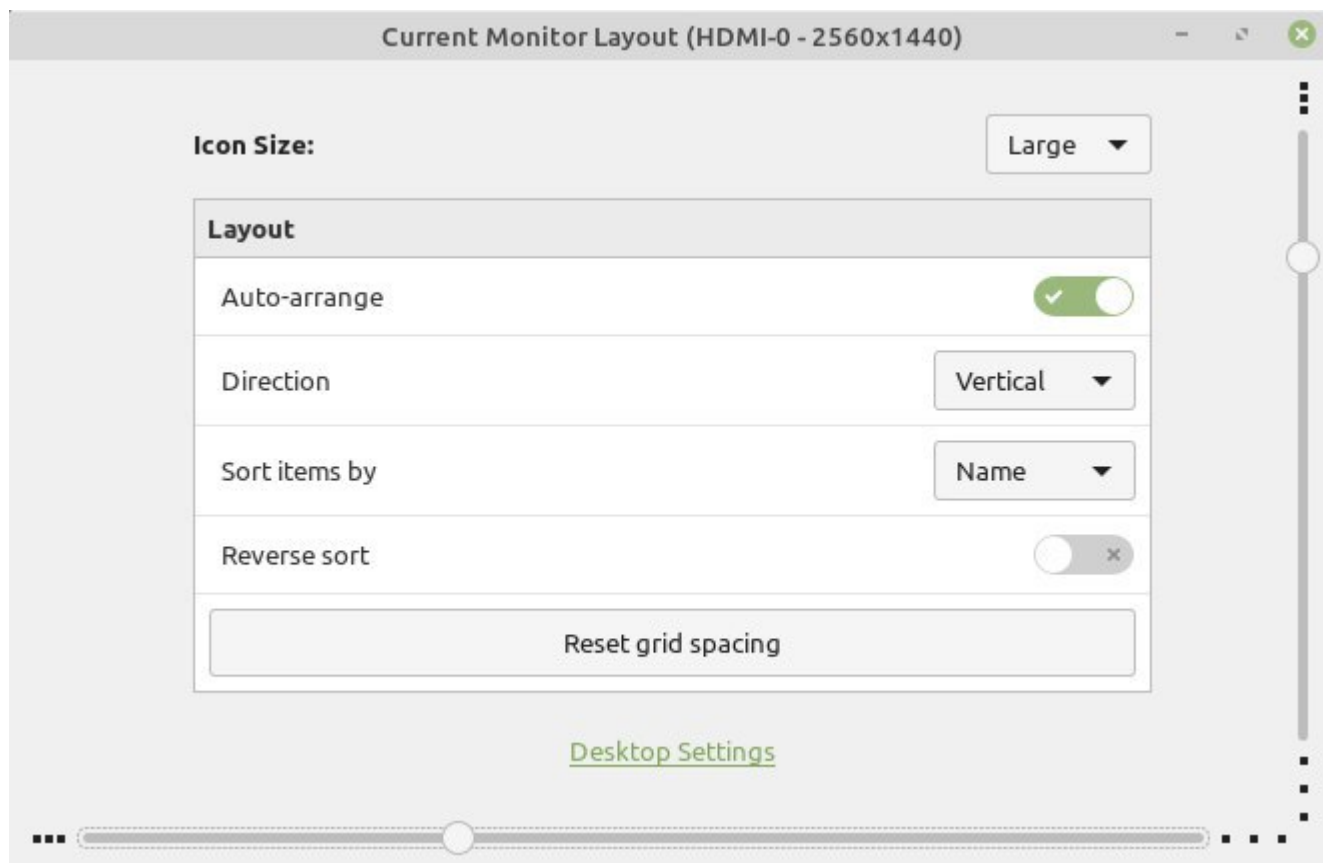 Current Monitor Layout (HDMI-0 - 2560x1440)
Icon Size: Large
Layout
Auto-arrange
Direction Vertical
Sort items by Name
Reverse sort
Reset grid spacing
Desktop Settings